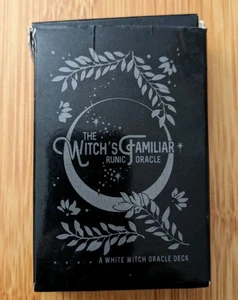 THE
WITCH'S FAMILIAR
RUNIC ORACLE
A WHITE WITCH ORACLE DECK